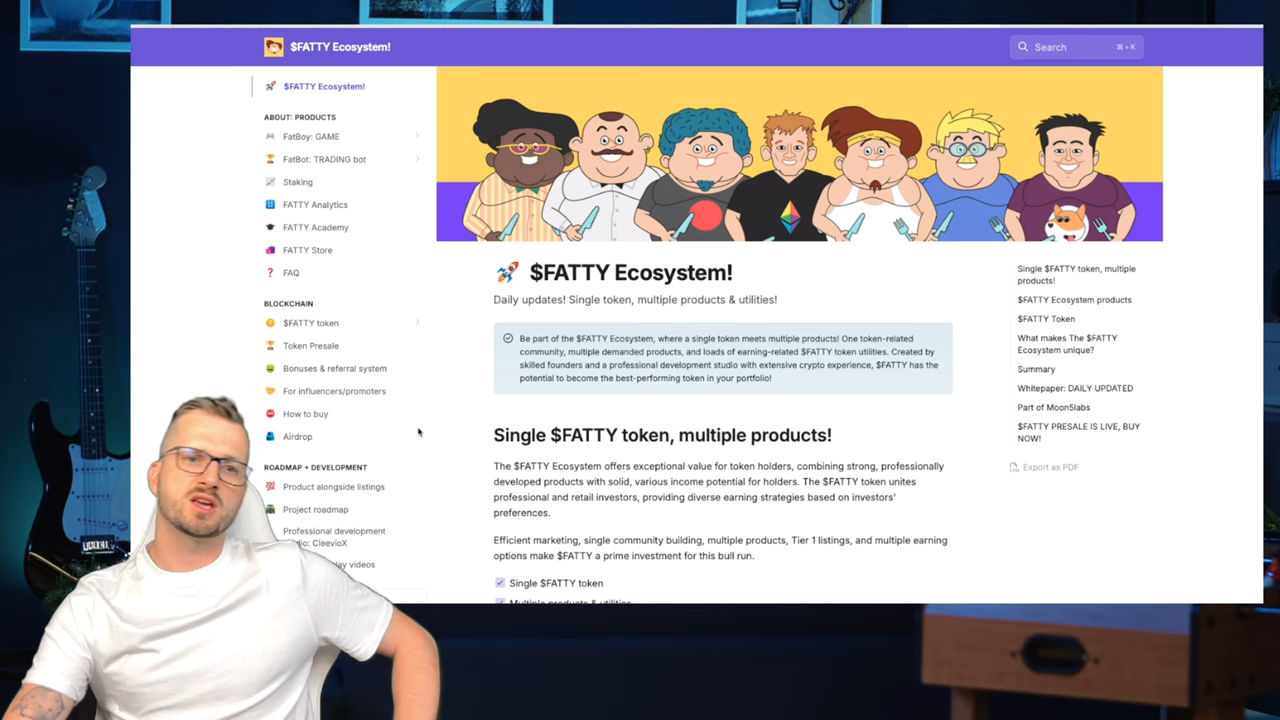 $FATTY Ecosystem!
Search
⌘+K
$FATTY Ecosystem!
ABOUT: PRODUCTS
FatBoy: GAME
FatBot: TRADING bot
Staking
FATTY Analytics
FATTY Academy
FATTY Store
FAQ
BLOCKCHAIN
$FATTY token
Token Presale
Bonuses & referral system
For influencers/promoters
How to buy
Airdrop
ROADMAP + DEVELOPMENT
Product alongside listings
Project roadmap
Professional development
CleevioX
videos
$FATTY Ecosystem!
Daily updates! Single token, multiple products & utilities!
Be part of the $FATTY Ecosystem, where a single token meets multiple products! One token-related
community, multiple demanded products, and loads of earning-related $FATTY token utilities. Created by
skilled founders and a professional development studio with extensive crypto experience, $FATTY has the
potential to become the best-performing token in your portfolio!
Single $FATTY token, multiple products!
The $FATTY Ecosystem offers exceptional value for token holders, combining strong, professionally
developed products with solid, various income potential for holders. The $FATTY token unites
professional and retail investors, providing diverse earning strategies based on investors'
preferences.
Efficient marketing, single community building, multiple products, Tier 1 listings, and multiple earning
options make $FATTY a prime investment for this bull run.
Single $FATTY token
Multiple products & utilities
Single $FATTY token, multiple
products!
$FATTY Ecosystem products
$FATTY Token
What makes The $FATTY
Ecosystem unique?
Summary
Whitepaper: DAILY UPDATED
Part of Moon5labs
$FATTY PRESALE IS LIVE, BUY
NOW!
Export as PDF